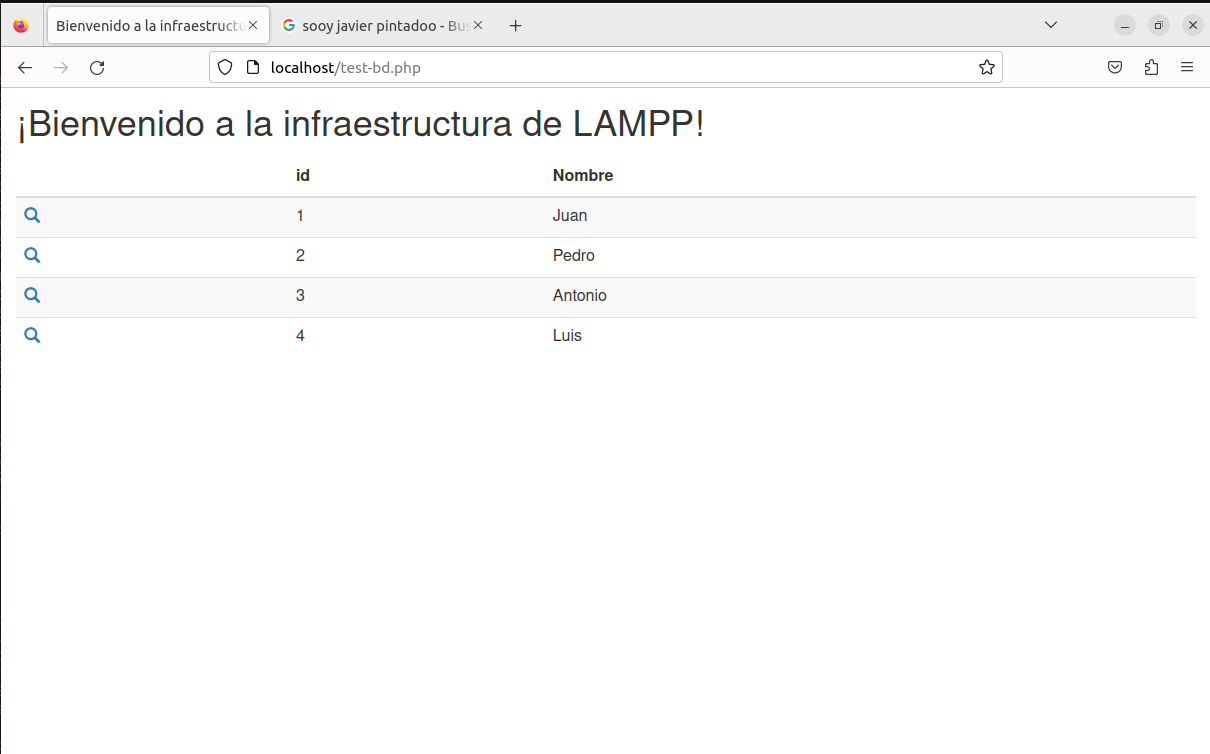 Bienvenido a la infraestructu
sooy javier pintadoo - Bus
localhost/test-bd.php
¡Bienvenido a la infraestructura de LAMPP!
id Nombre
1 Juan
2 Pedro
3 Antonio
4 Luis